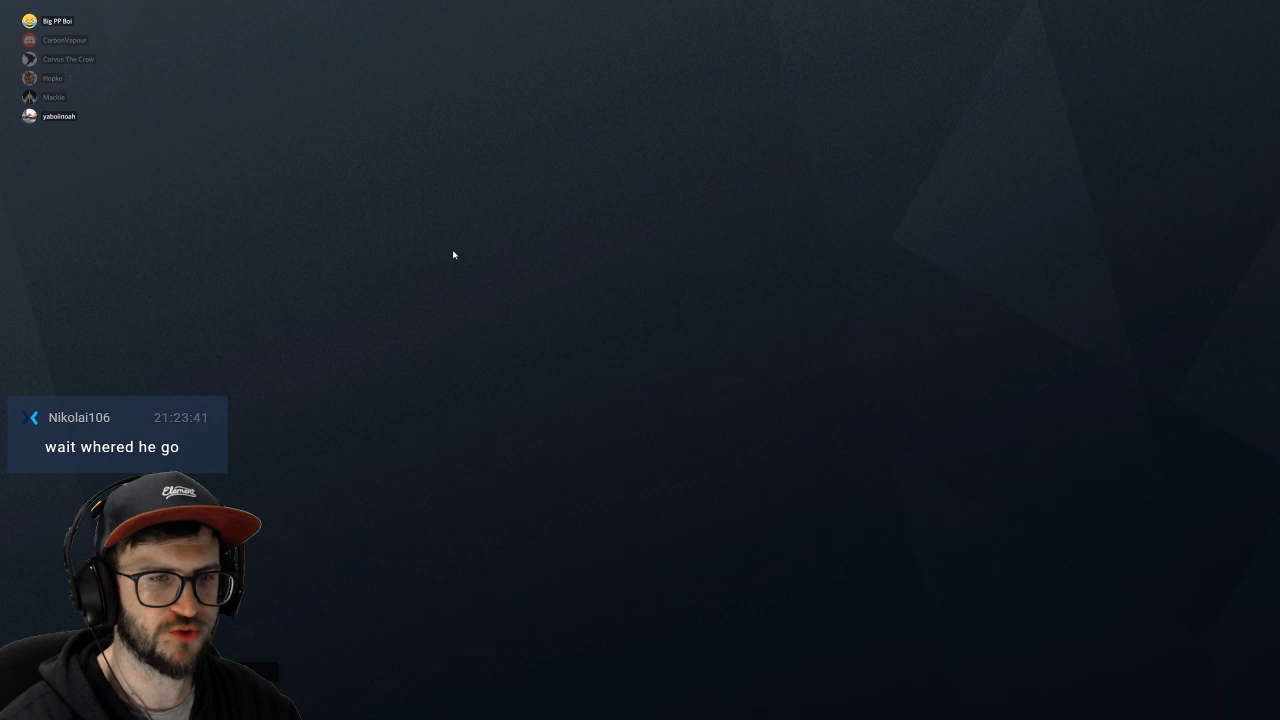 Big PP Boi
CarbonVapour
Corvus The Crow
Hopko
Mackie
yaboiinoah
Nikolai106 21:23:41
wait whered he go
Element